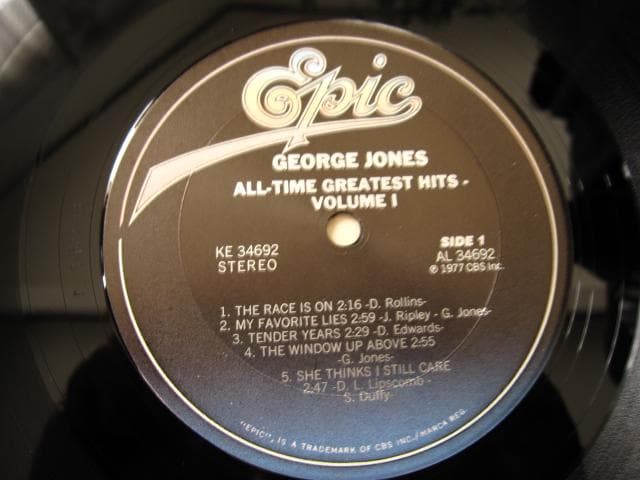 Epic
GEORGE JONES
ALL-TIME GREATEST HITS -
VOLUME I
KE 34692
STEREO
SIDE 1
AL 34692
℗ 1977 CBS Inc.
1. THE RACE IS ON 2:16 -D. Rollins-
2. MY FAVORITE LIES 2:59 -J. Ripley - G. Jones-
3. TENDER YEARS 2:29 -D. Edwards-
4. THE WINDOW UP ABOVE 2:55
-G. Jones-
5. SHE THINKS I STILL CARE
2:47 -D. L. Lipscomb -
S. Duffy-
"EPIC", IS A TRADEMARK OF CBS INC./MARCA REG.